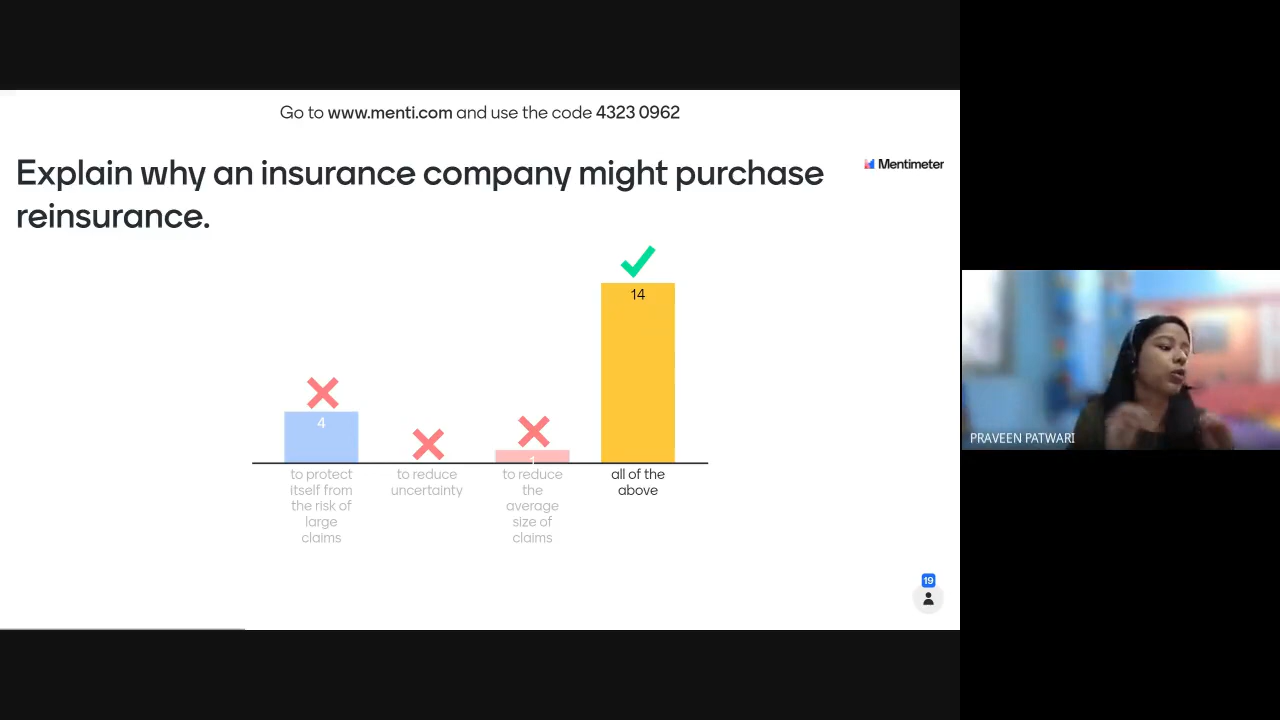 Go to www.menti.com and use the code 4323 0962
Explain why an insurance company might purchase
reinsurance.
Mentimeter
14
4
1
to protect
itself from
the risk of
large
claims
to reduce
uncertainty
to reduce
the
average
size of
claims
all of the
above
19
PRAVEEN PATWARI